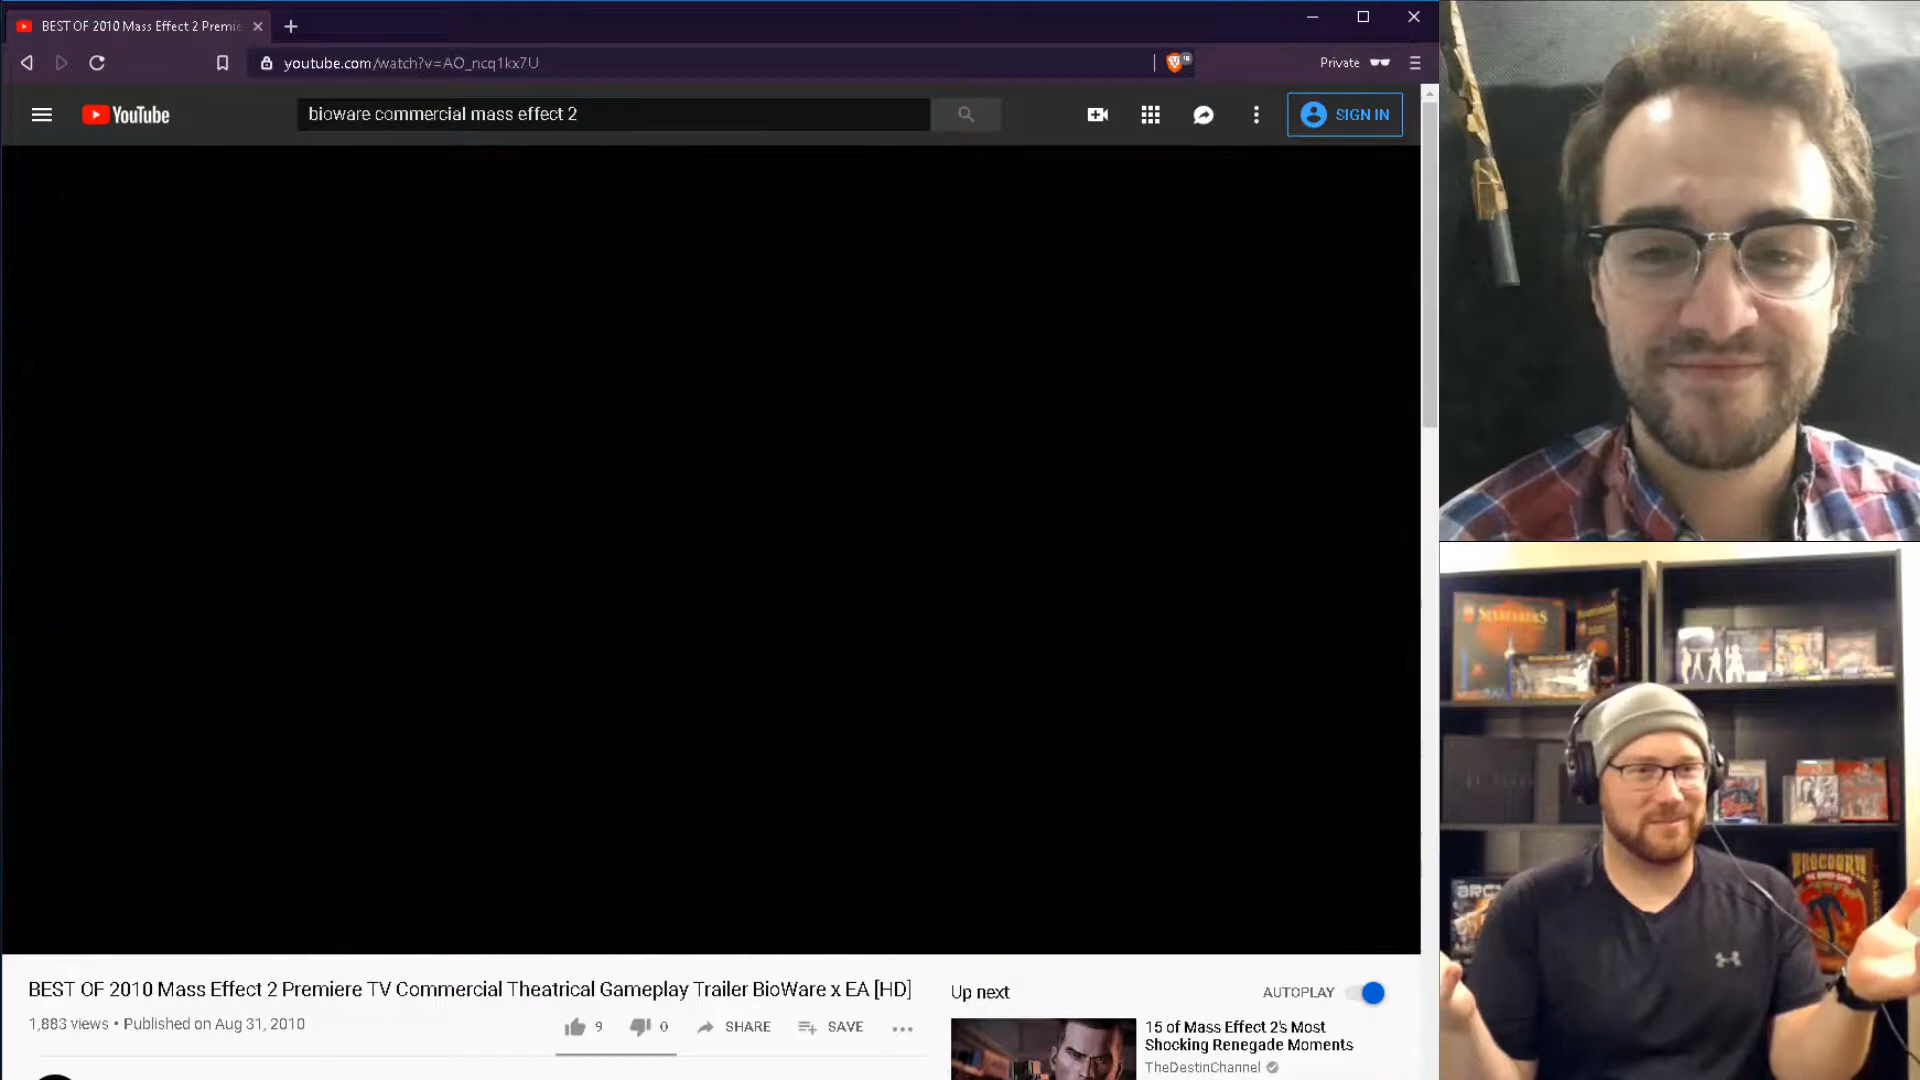 BEST OF 2010 Mass Effect 2 Premie
youtube.com/watch?v=AO_ncq1kx7U
Private
YouTube
bioware commercial mass effect 2
SIGN IN
BEST OF 2010 Mass Effect 2 Premiere TV Commercial Theatrical Gameplay Trailer BioWare x EA [HD]
1,883 views • Published on Aug 31, 2010
9
0
SHARE
SAVE
Up next
AUTOPLAY
15 of Mass Effect 2's Most
Shocking Renegade Moments
TheDestinChannel
STARFARERS